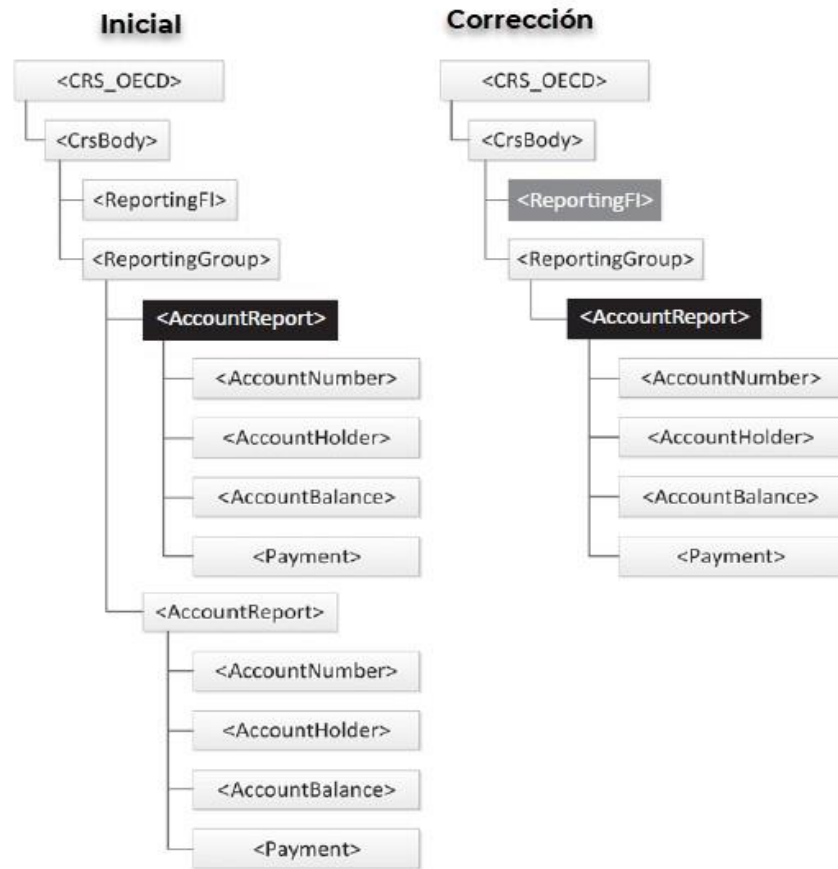 Inicial
<CRS_OECD>
<CrsBody>
<ReportingFI>
<ReportingGroup>
<AccountReport>
<AccountNumber>
<AccountHolder>
<AccountBalance>
<Payment>
<AccountReport>
<AccountNumber>
<AccountHolder>
<AccountBalance>
<Payment>
Corrección
<CRS_OECD>
<CrsBody>
<ReportingFI>
<ReportingGroup>
<AccountReport>
<AccountNumber>
<AccountHolder>
<AccountBalance>
<Payment>